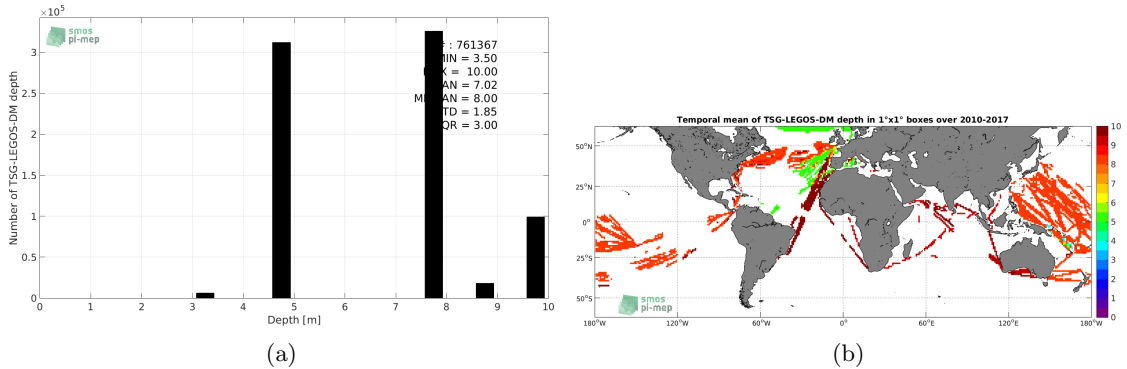 ×10^5
smos
pi-mep
: 761367
MIN = 3.50
X = 10.00
AN = 7.02
M AN = 8.00
TD = 1.85
QR = 3.00
Number of TSG-LEGOS-DM depth
3
2.5
2
1.5
1
0.5
0
0 1 2 3 4 5 6 7 8 9 10
Depth [m]
(a)
Temporal mean of TSG-LEGOS-DM depth in 1°x1° boxes over 2010-2017
50°N
25°N
0°
25°S
50°S
smos
pi-mep
180°W 120°W 60°W 0° 60°E 120°E 180°E
10
9
8
7
6
5
4
3
2
1
0
(b)